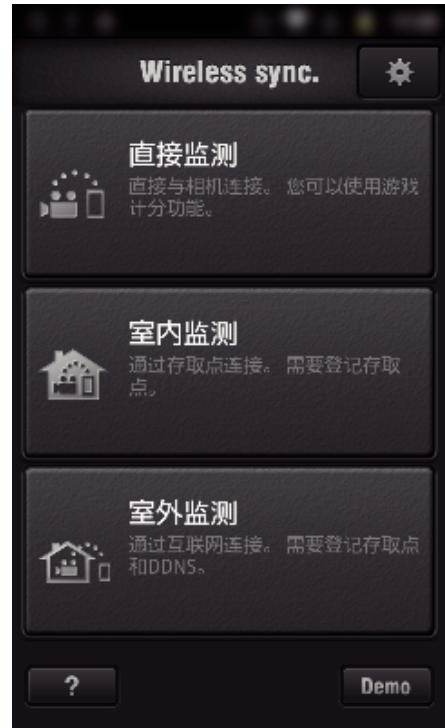 Wireless sync.
直接监测
直接与相机连接。 您可以使用游戏
计分功能。
室内监测
通过存取点连接。 需要登记存取
点。
室外监测
通过互联网连接。 需要登记存取点
和DDNS。
?
Demo